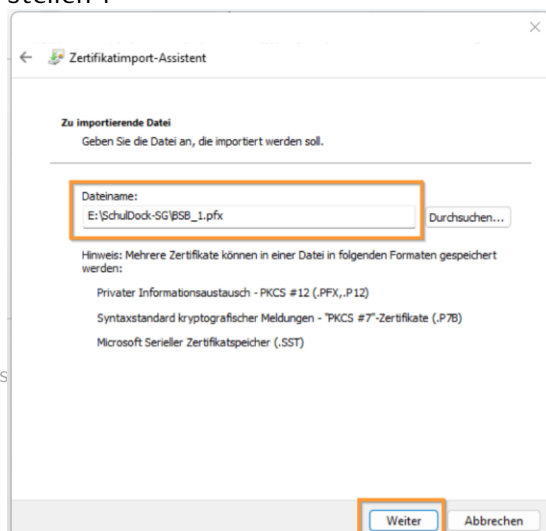 Zertifikatimport-Assistent
Zu importierende Datei
Geben Sie die Datei an, die importiert werden soll.
Dateiname:
E:\SchulDock-SG\BSB_1.pfx
Durchsuchen...
Hinweis: Mehrere Zertifikate können in einer Datei in folgenden Formaten gespeichert
werden:
Privater Informationsaustausch - PKCS #12 (.PFX,.P12)
Syntaxstandard kryptografischer Meldungen - "PKCS #7"-Zertifikate (.P7B)
Microsoft Serieller Zertifikatspeicher (.SST)
Weiter
Abbrechen